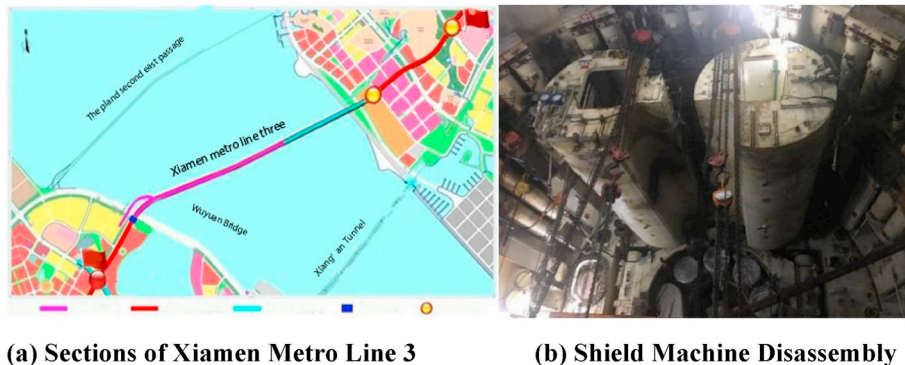 The pland second east passage
Xiamen metro line three
Wuyuan Bridge
Xiang' an Tunnel
(a) Sections of Xiamen Metro Line 3
(b) Shield Machine Disassembly